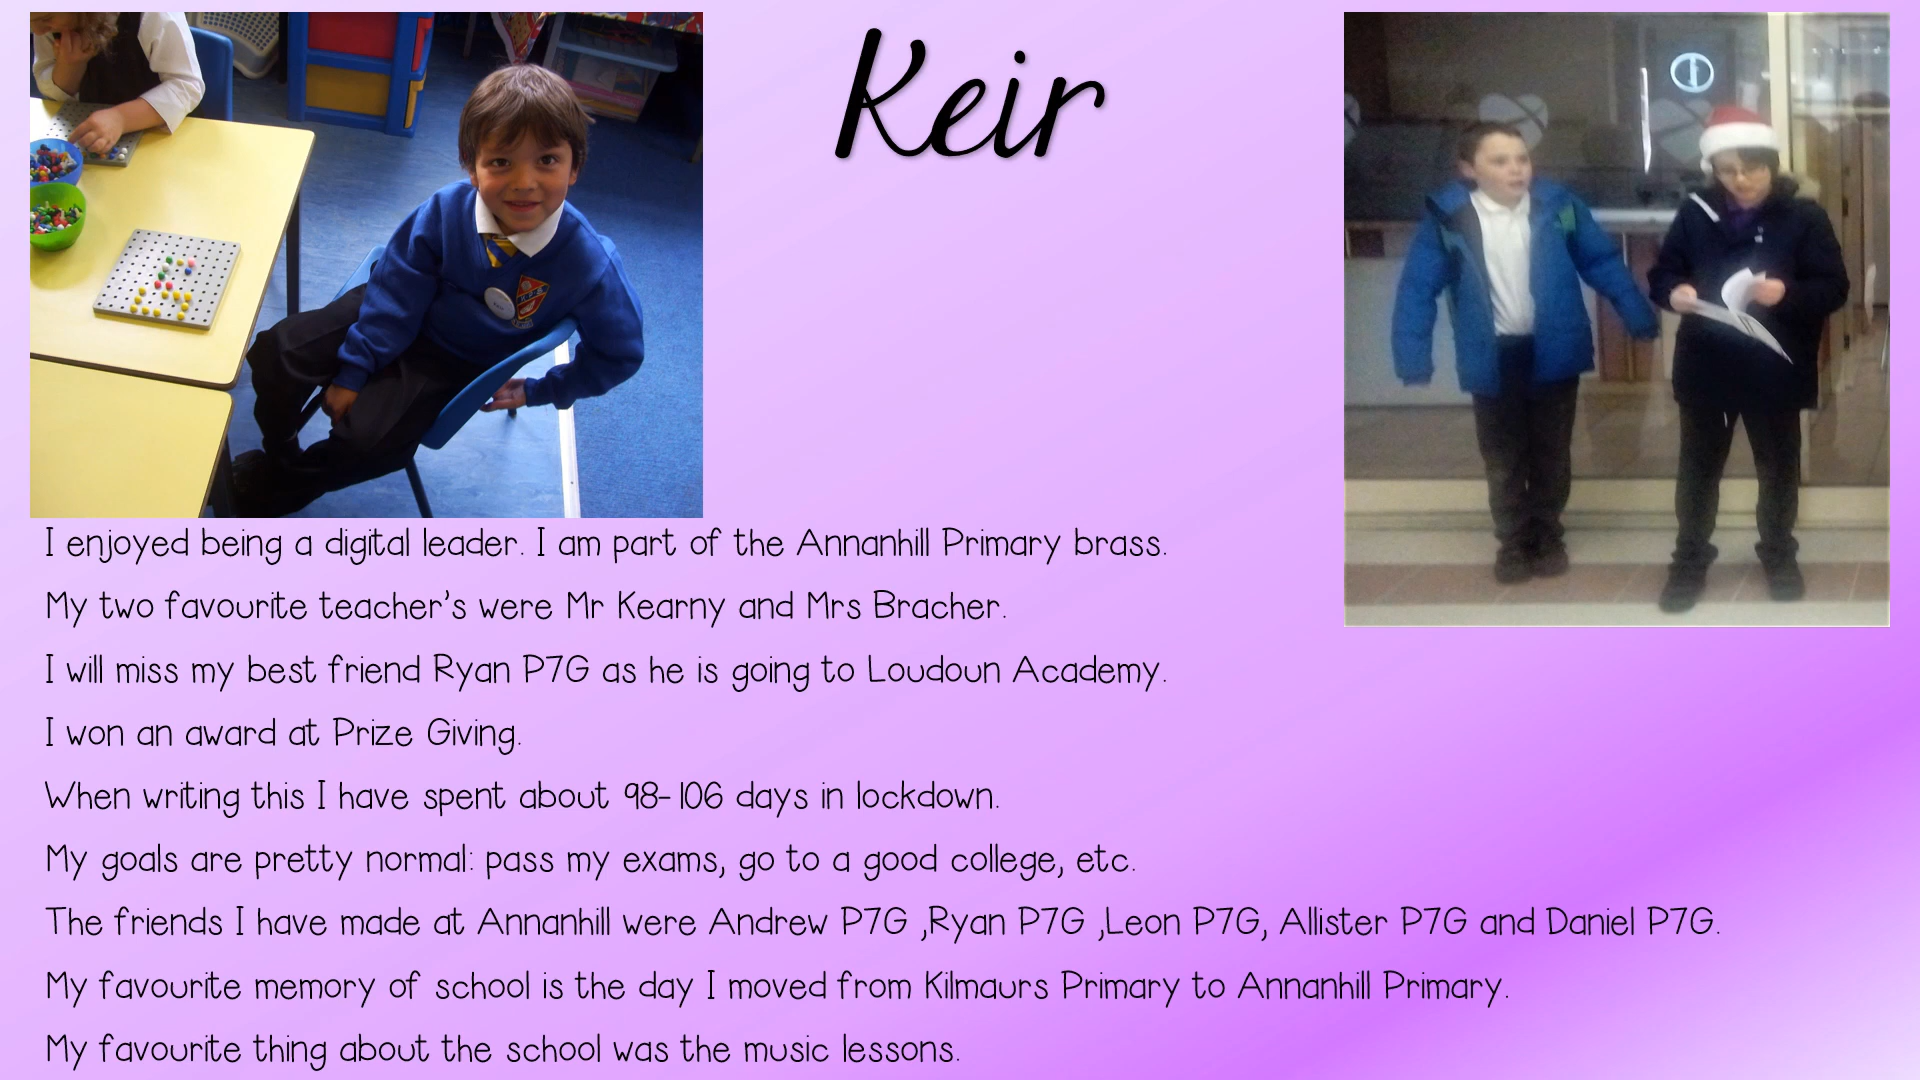 Keir
I enjoyed being a digital leader. I am part of the Annanhill Primary brass.
My two favourite teacher's were Mr Kearny and Mrs Bracher.
I will miss my best friend Ryan P7G as he is going to Loudoun Academy.
I won an award at Prize Giving.
When writing this I have spent about 98-106 days in lockdown.
My goals are pretty normal: pass my exams, go to a good college, etc.
The friends I have made at Annanhill were Andrew P7G ,Ryan P7G ,Leon P7G, Allister P7G and Daniel P7G.
My favourite memory of school is the day I moved from Kilmaurs Primary to Annanhill Primary.
My favourite thing about the school was the music lessons.